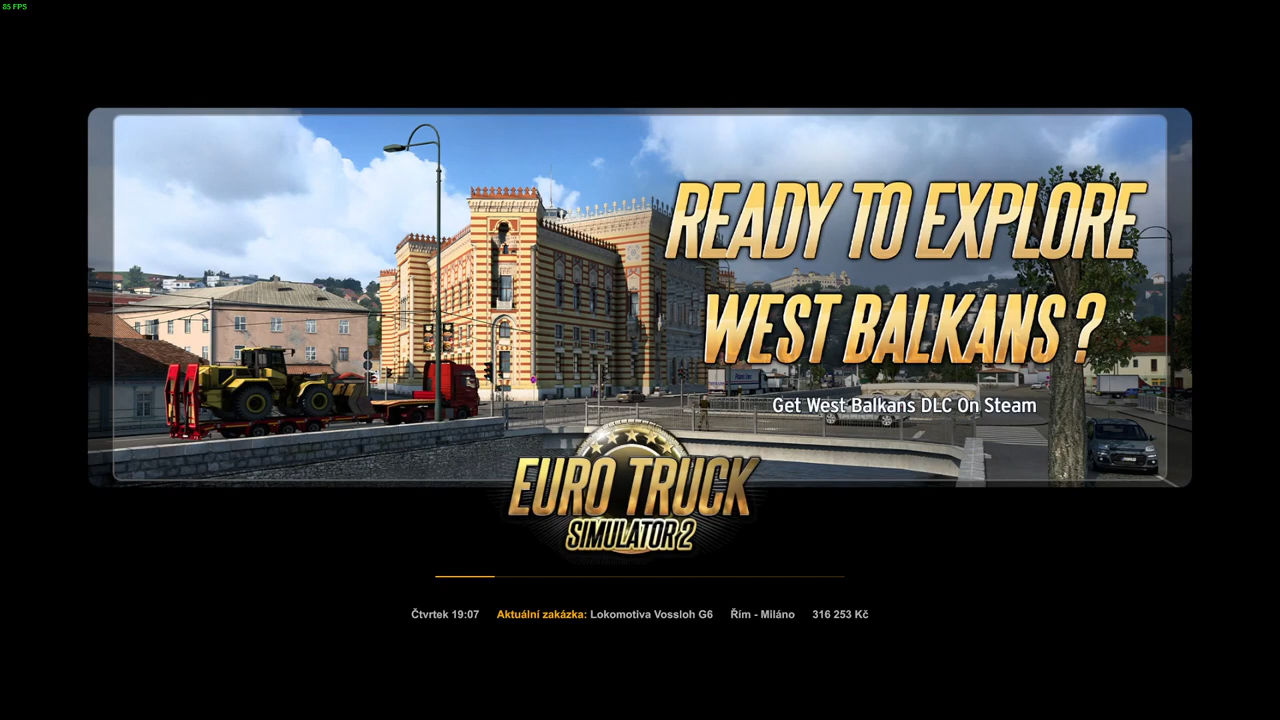 85 FPS
READY TO EXPLORE
WEST BALKANS ?
Get West Balkans DLC On Steam
EURO TRUCK
SIMULATOR 2
Čtvrtek 19:07 Aktuální zakázka: Lokomotiva Vossloh G6 Řím - Miláno 316 253 Kč